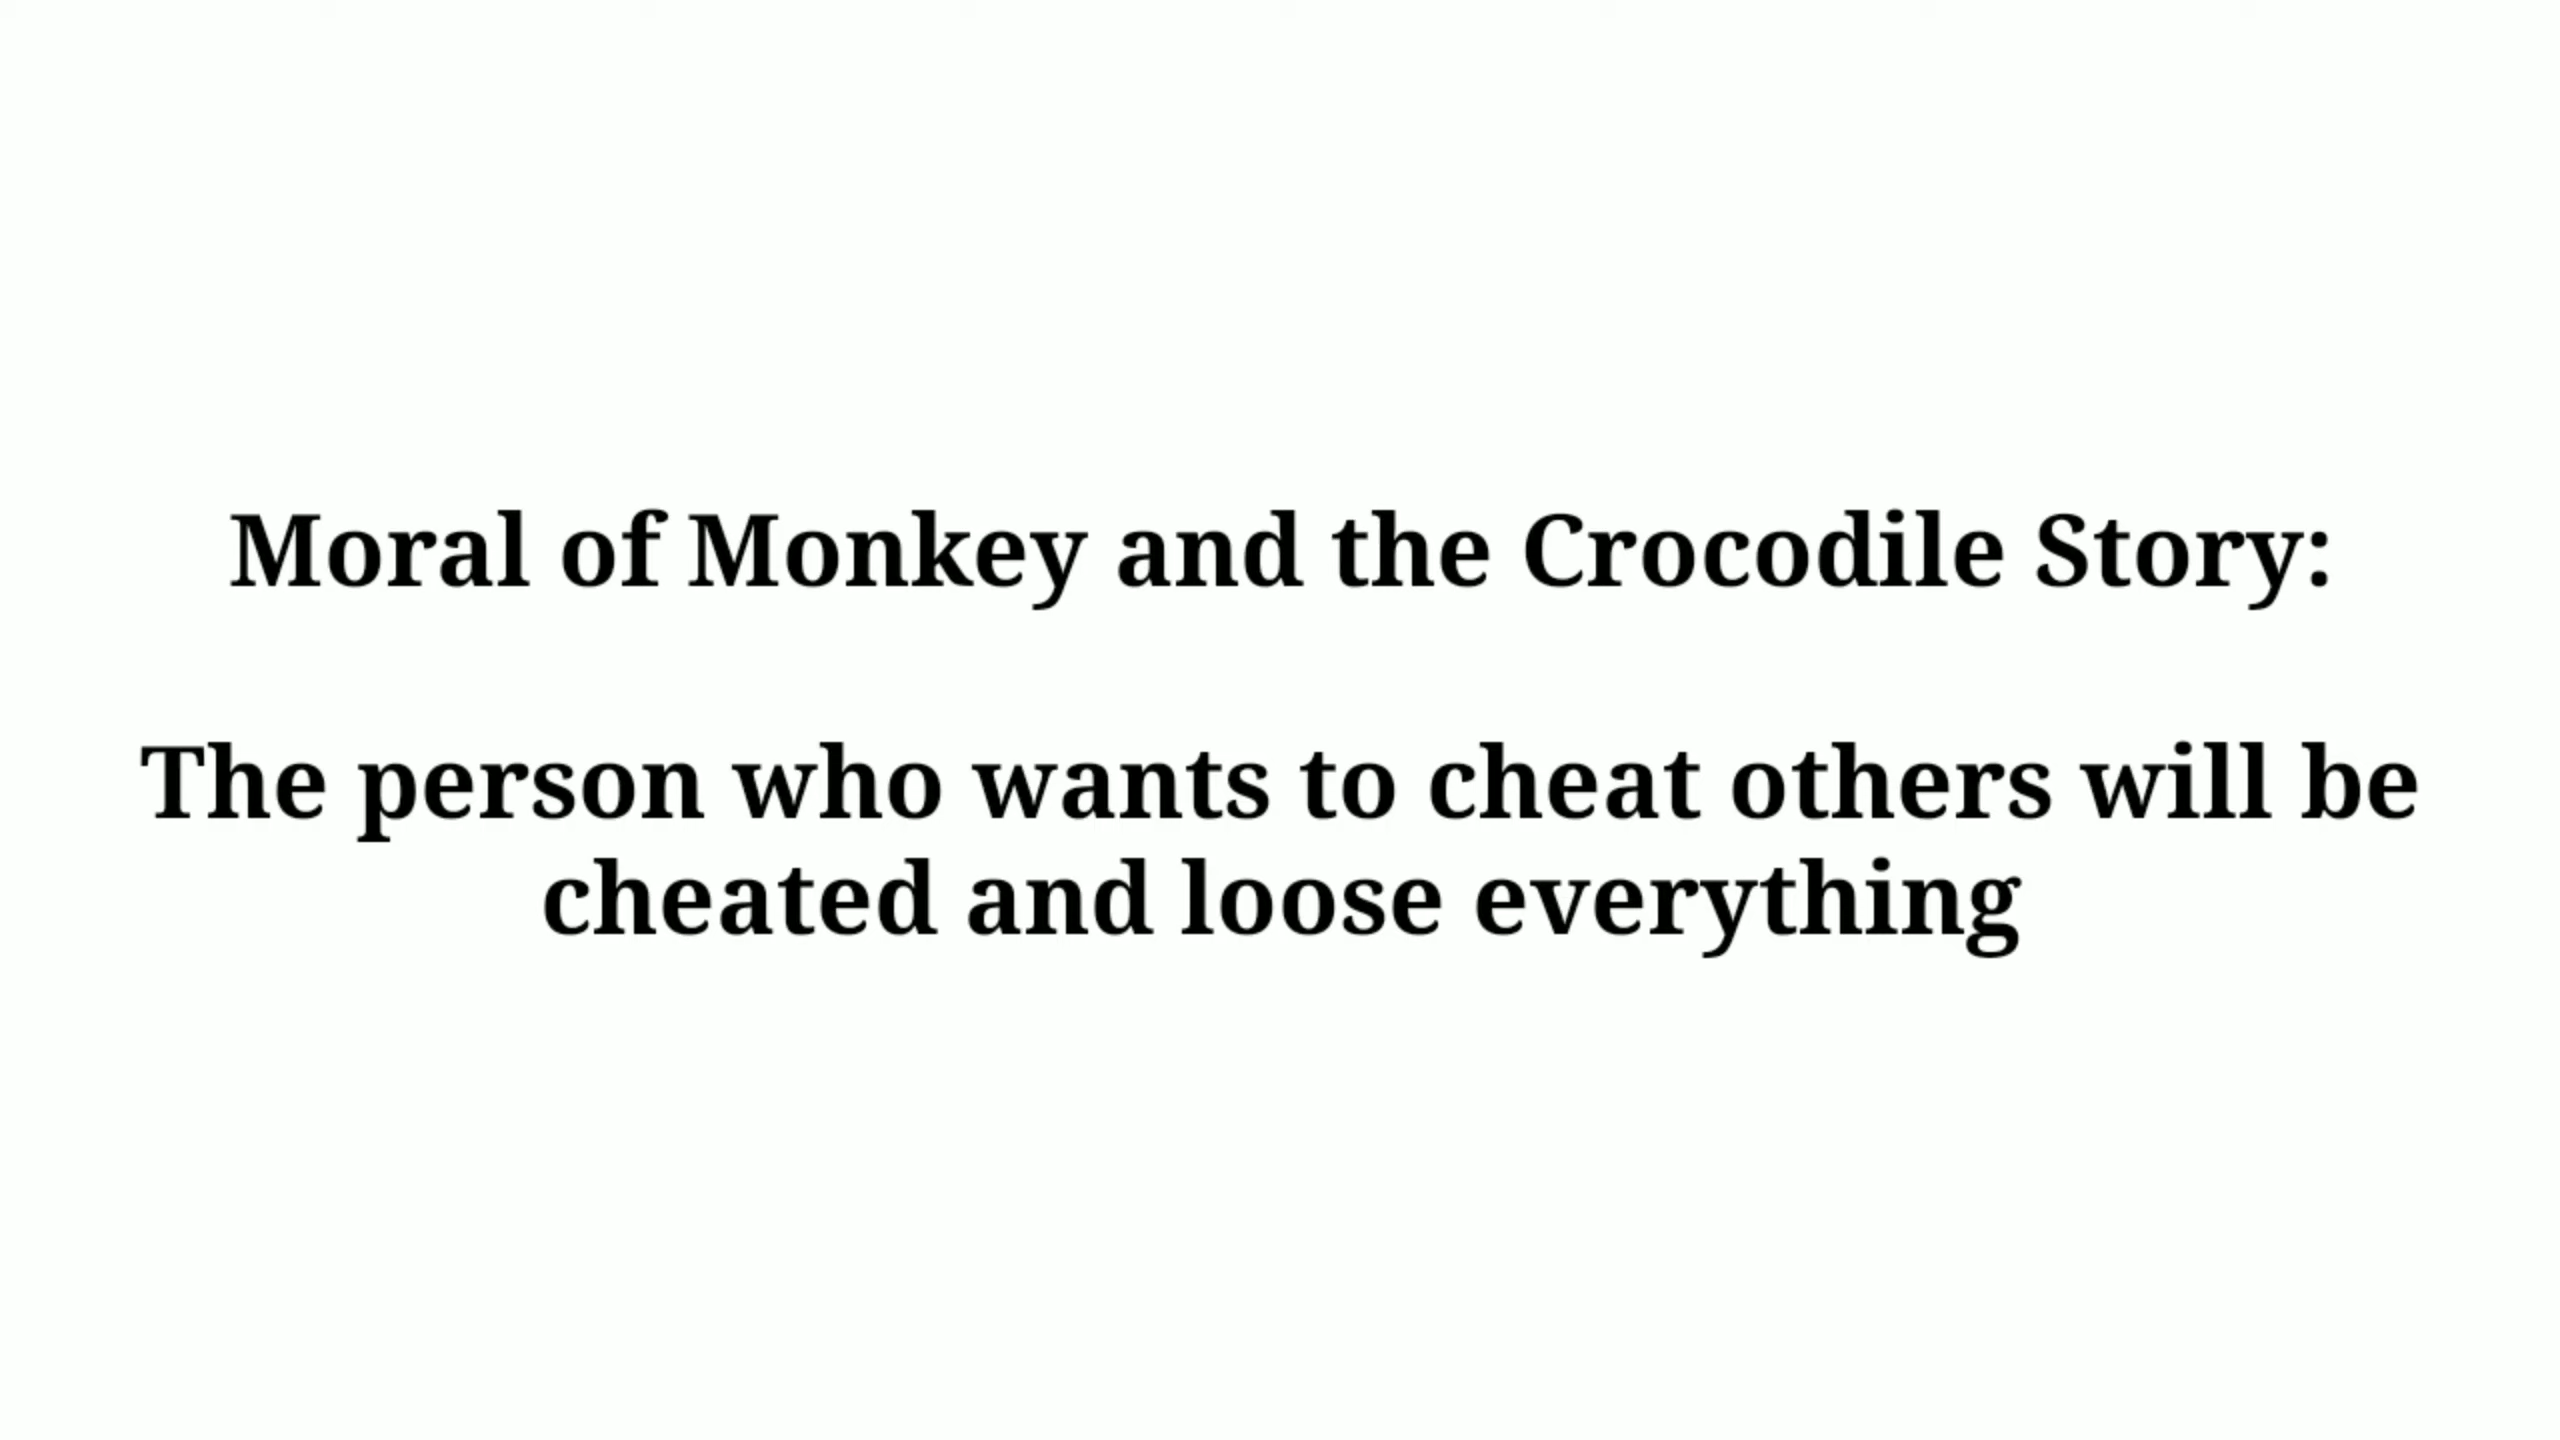 Moral of Monkey and the Crocodile Story:
The person who wants to cheat others will be
cheated and loose everything